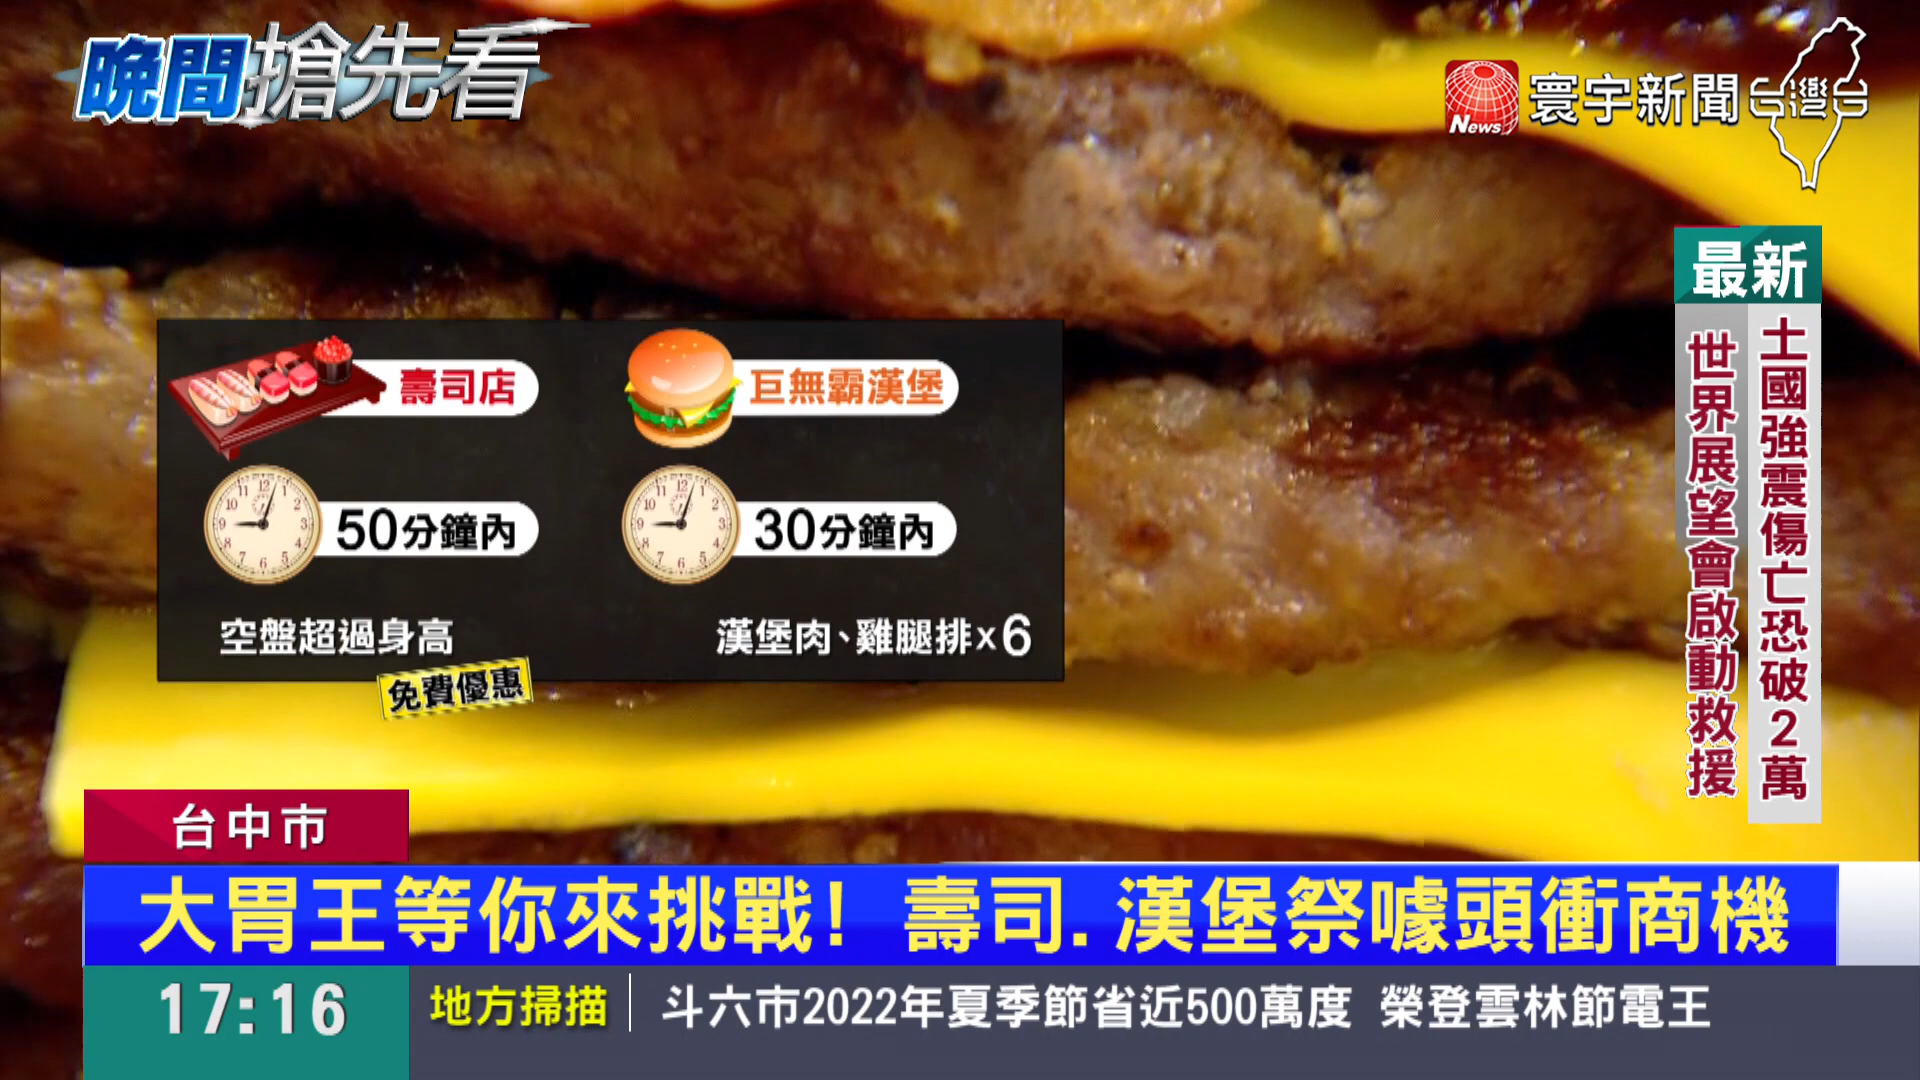 晚間搶先看
News 寰宇新聞 台灣台
最新
土國強震傷亡恐破2萬
世界展望會啟動救援
壽司店
巨無霸漢堡
50分鐘內
30分鐘內
空盤超過身高
漢堡肉、雞腿排x6
免費優惠
台中市
大胃王等你來挑戰! 壽司.漢堡祭噱頭衝商機
17:16
地方掃描
斗六市2022年夏季節省近500萬度 榮登雲林節電王